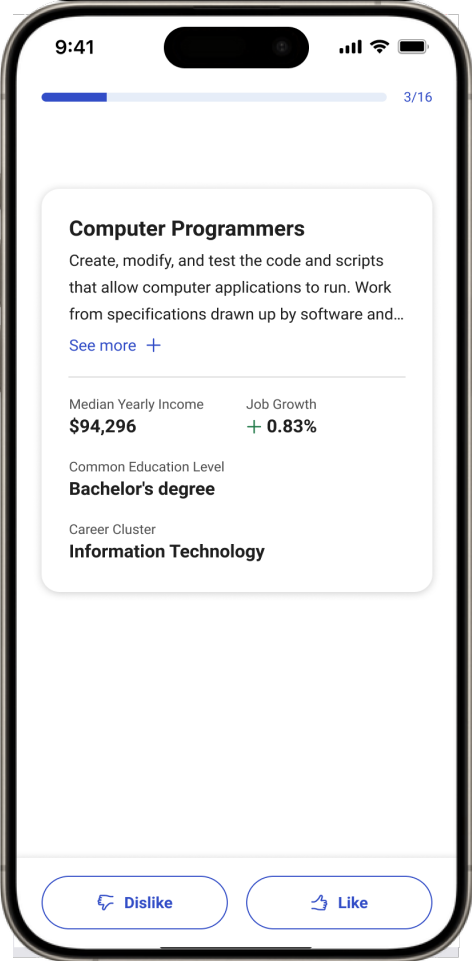 9:41
3/16
Computer Programmers
Create, modify, and test the code and scripts
that allow computer applications to run. Work
from specifications drawn up by software and...
See more +
Median Yearly Income
$94,296
Job Growth
+ 0.83%
Common Education Level
Bachelor's degree
Career Cluster
Information Technology
Dislike
Like